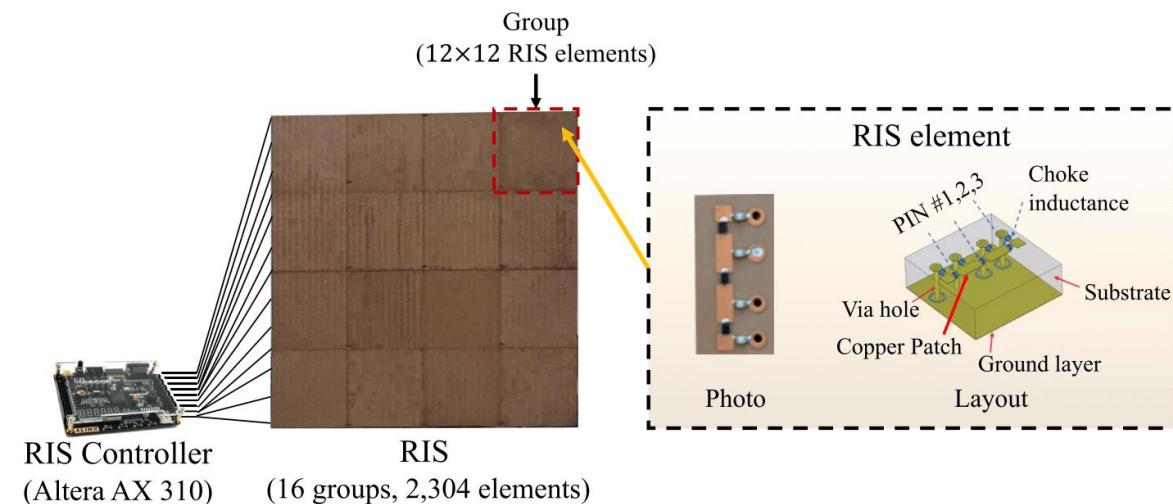 Group
(12×12 RIS elements)
RIS element
PIN #1,2,3
Choke
inductance
Via hole
Substrate
Copper Patch
Ground layer
Photo
Layout
RIS Controller
(Altera AX 310)
RIS
(16 groups, 2,304 elements)
ALINX